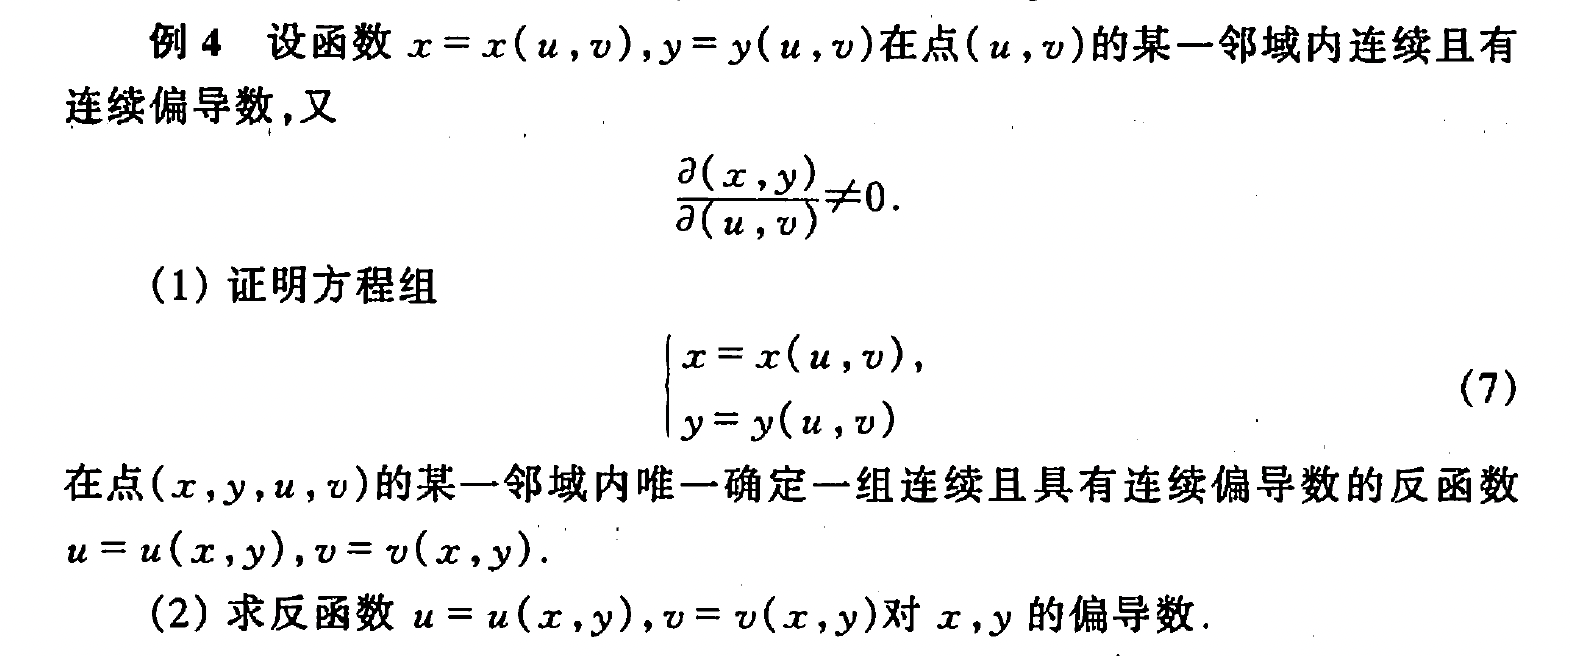 例4 设函数 x=x(u,v),y=y(u,v)在点(u,v)的某一邻域内连续且有
连续偏导数,又
∂(x,y)/∂(u,v)≠0.
(1) 证明方程组
{x=x(u,v),
y=y(u,v) (7)
在点(x,y,u,v)的某一邻域内唯一确定一组连续且具有连续偏导数的反函数
u=u(x,y),v=v(x,y).
(2) 求反函数 u=u(x,y),v=v(x,y)对 x,y 的偏导数.